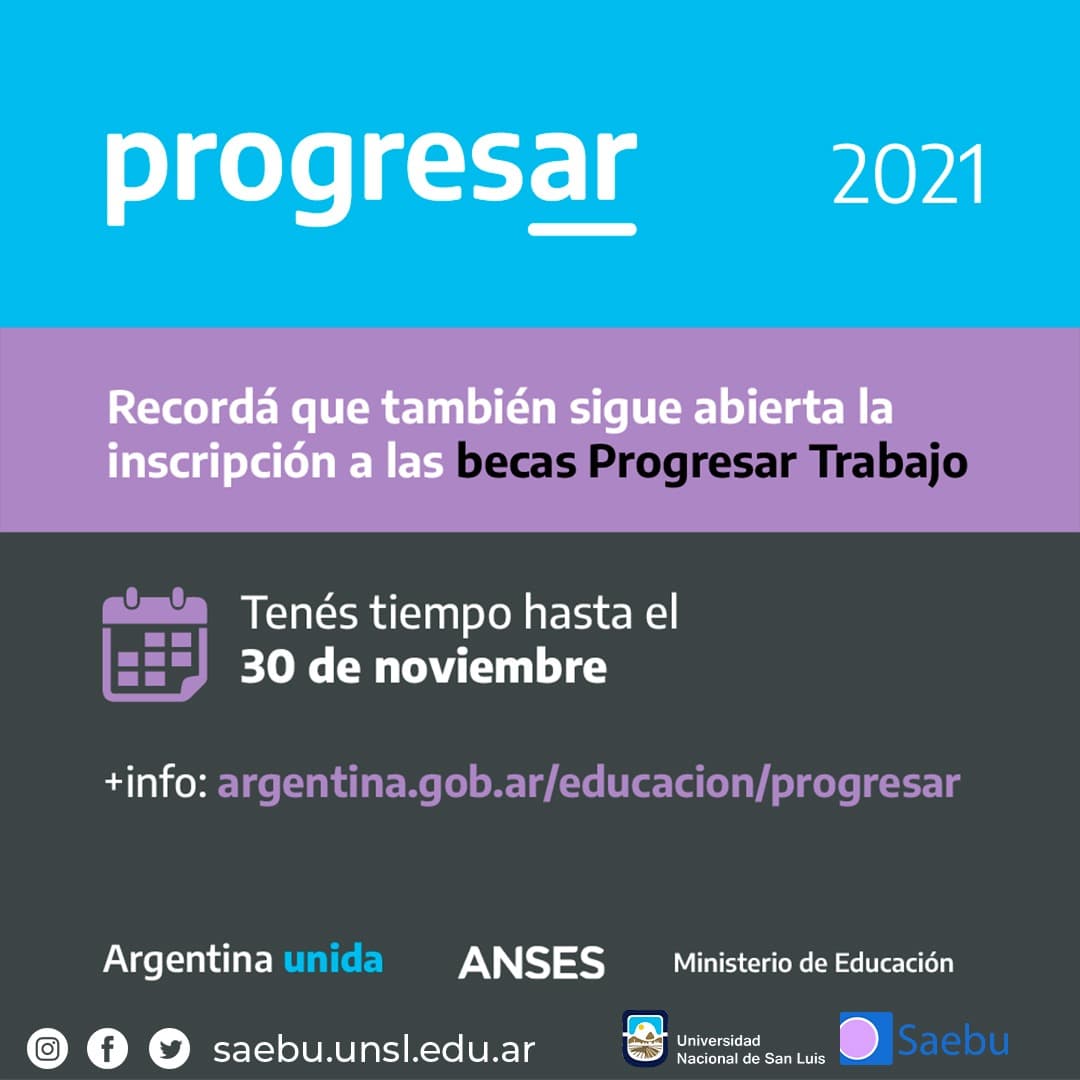 progresar
2021
Recordá que también sigue abierta la
inscripción a las becas Progresar Trabajo
Tenés tiempo hasta el
30 de noviembre
+info: argentina.gob.ar/educacion/progresar
Argentina unida
ANSES
Ministerio de Educación
saebu.unsl.edu.ar
Universidad
Nacional de San Luis
Saebu